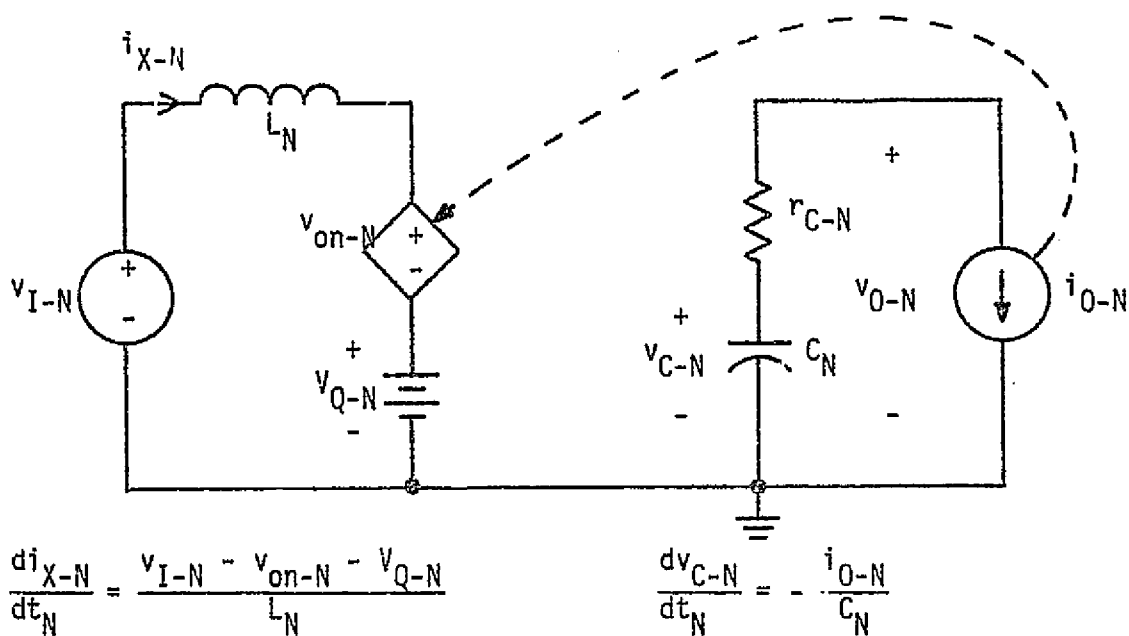 i_X-N
L_N
v_on-N
+
-
v_I-N
+
-
+
V_Q-N
-
r_C-N
+
v_C-N
-
C_N
+
v_O-N
-
i_O-N
di_X-N/dt_N = (v_I-N - v_on-N - V_Q-N)/L_N
dv_C-N/dt_N = - i_O-N/C_N